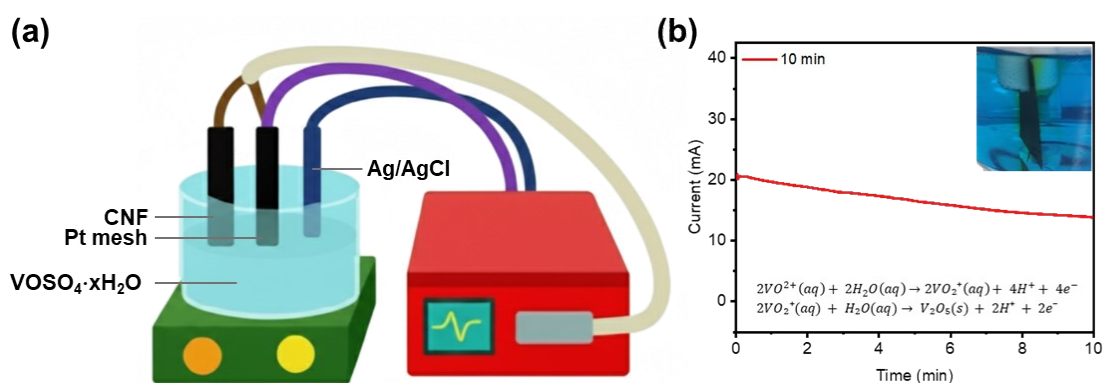 (a)
Ag/AgCl
CNF
Pt mesh
VOSO₄·xH₂O
(b)
10 min
Current (mA)
40
30
20
10
0
2VO²⁺(aq) + 2H₂O(aq) → 2VO₂⁺(aq) + 4H⁺ + 4e⁻
2VO₂⁺(aq) + H₂O(aq) → V₂O₅(s) + 2H⁺ + 2e⁻
0 2 4 6 8 10
Time (min)